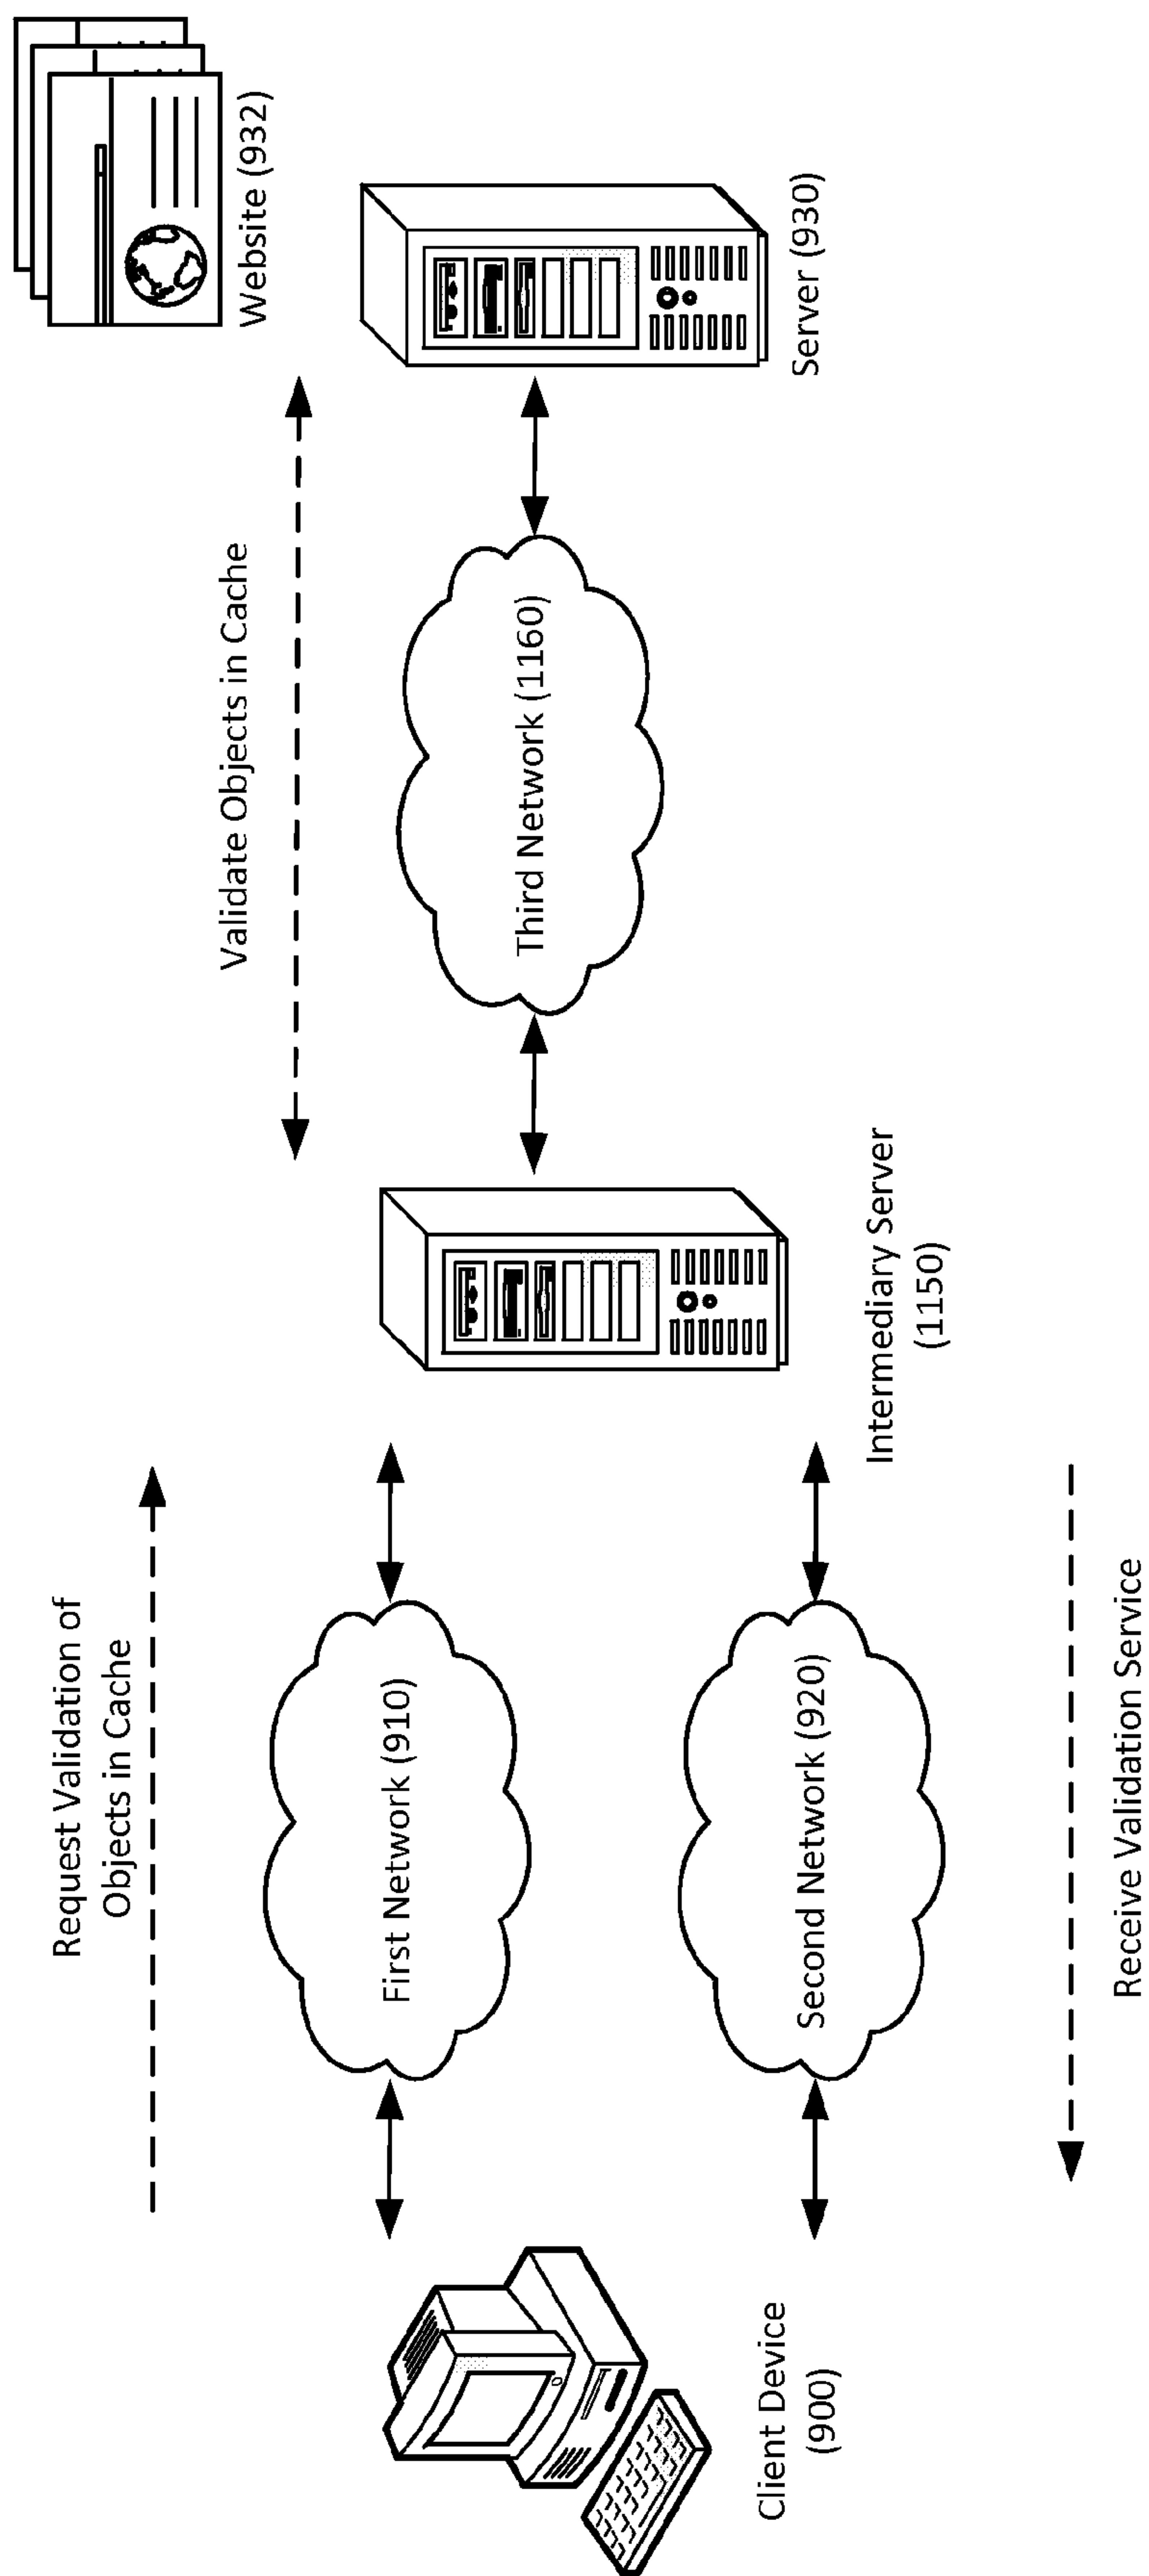 Request Validation of
Objects in Cache
Validate Objects in Cache
Website (932)
First Network (910)
Third Network (1160)
Server (930)
Client Device
(900)
Second Network (920)
Intermediary Server
(1150)
Receive Validation Service